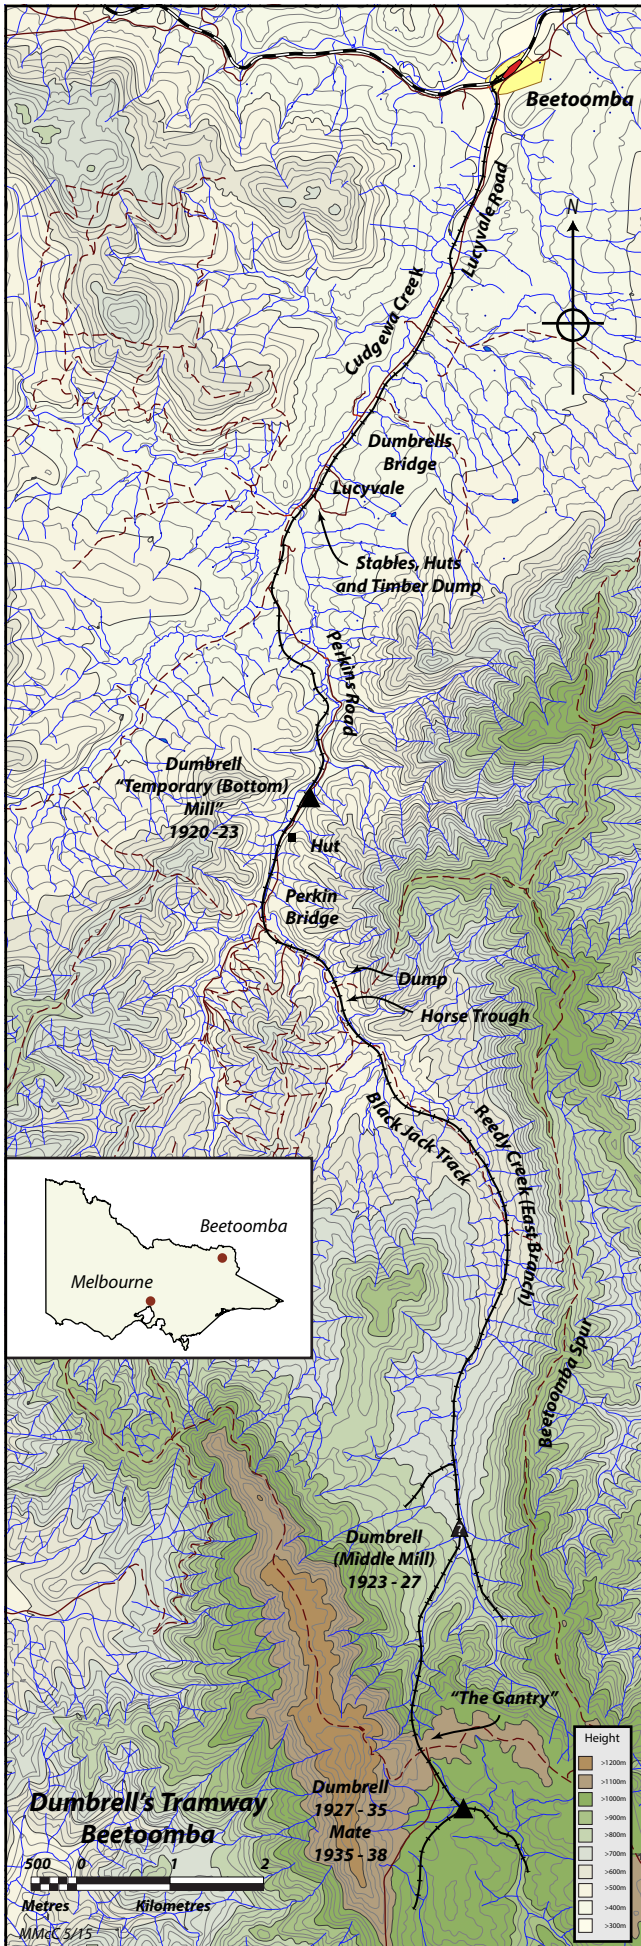 Beetoomba
Lucyvale Road
N
Cudgewa Creek
Dumbrells
Bridge
Lucyvale
Stables, Huts
and Timber Dump
Perkins Road
Dumbrell
“Temporary (Bottom)
Mill”
1920 -23
Hut
Perkin
Bridge
Dump
Horse Trough
Black Jack Track
Reedy Creek (East Branch)
Beetoomba
Melbourne
Beetoomba Spur
?
Dumbrell
(Middle Mill)
1923 - 27
“The Gantry”
Dumbrell
1927 - 35
Mate
1935 - 38
Height
>1200m
>1100m
>1000m
>900m
>800m
>700m
>600m
>500m
>400m
>300m
Dumbrell’s Tramway
Beetoomba
500 0 1 2
Metres Kilometres
MMcC 5/15